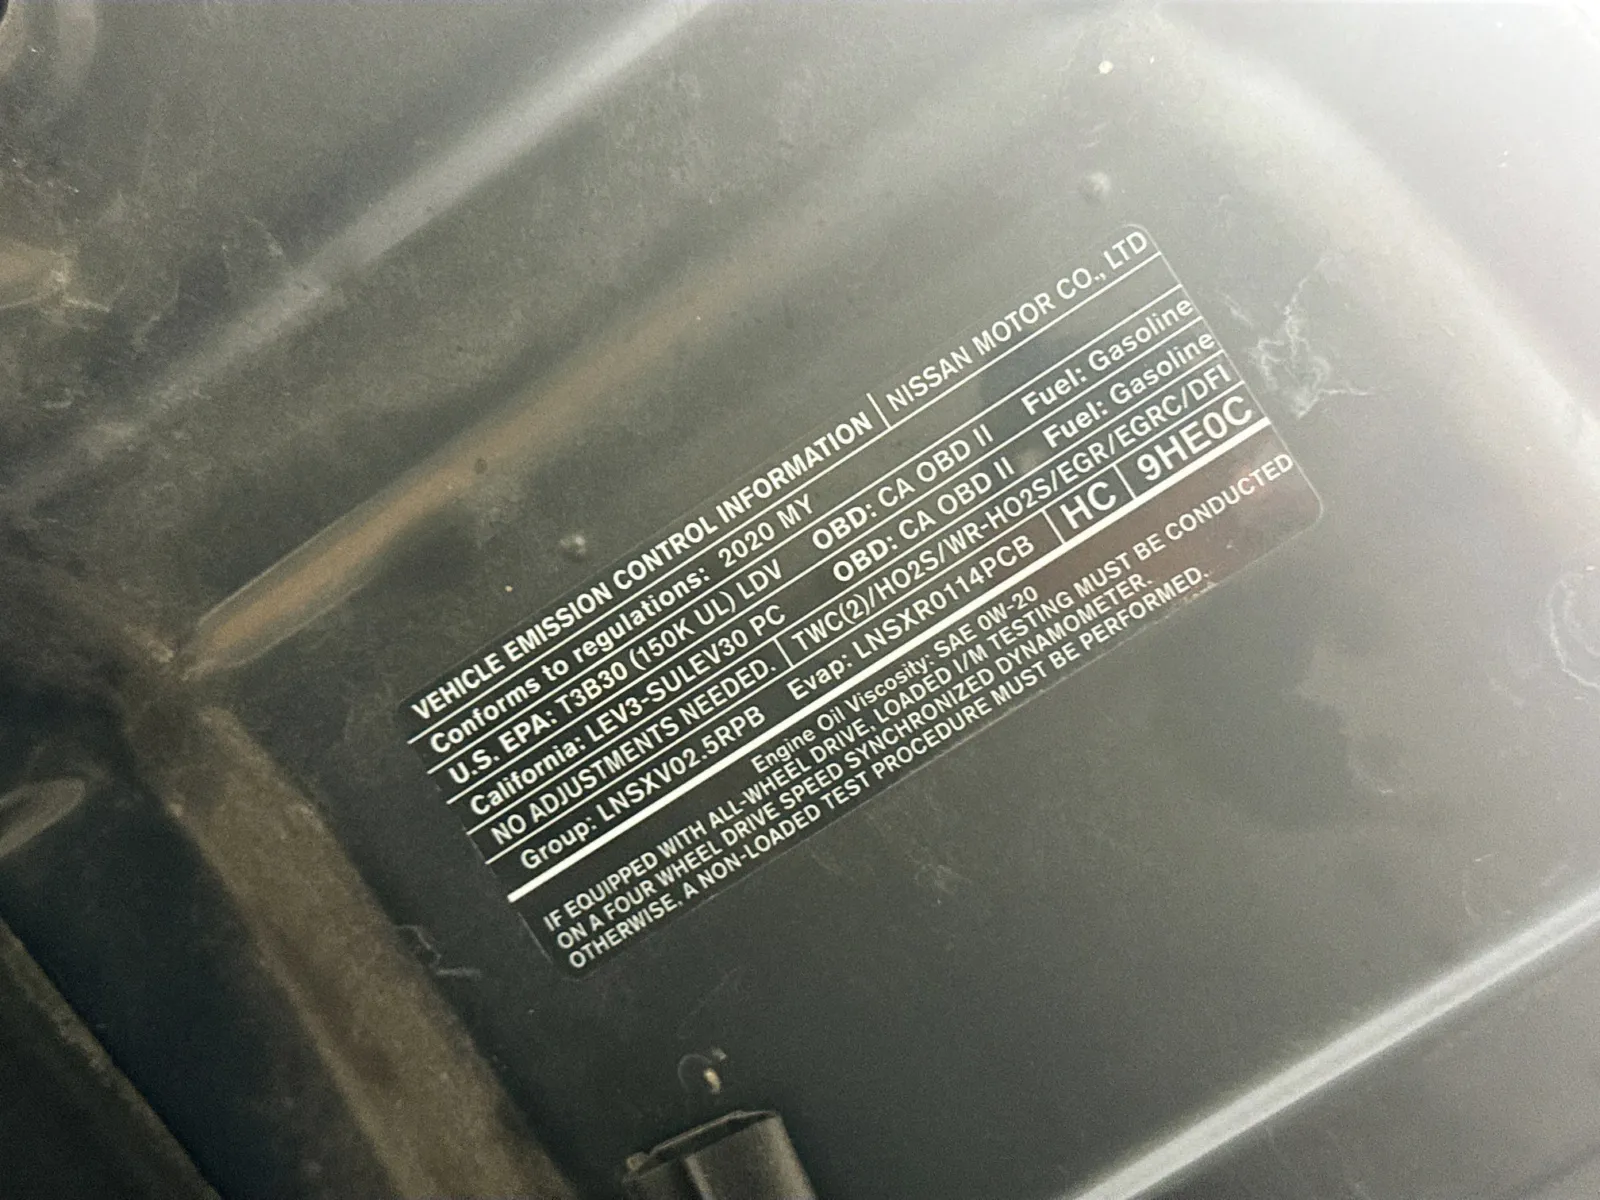 VEHICLE EMISSION CONTROL INFORMATION | NISSAN MOTOR CO., LTD
Conforms to regulations: 2020 MY
U.S. EPA: T3B30 (150K UL) LDV OBD: CA OBD II Fuel: Gasoline
California: LEV3-SULEV30 PC OBD: CA OBD II Fuel: Gasoline
NO ADJUSTMENTS NEEDED. | TWC(2)/HO2S/WR-HO2S/EGR/EGRC/DFI
Group: LNSXV02.5RPB Evap: LNSXR0114PCB | HC | 9HE0C
Engine Oil Viscosity: SAE 0W-20
IF EQUIPPED WITH ALL-WHEEL DRIVE, LOADED I/M TESTING MUST BE CONDUCTED
ON A FOUR WHEEL DRIVE SPEED SYNCHRONIZED DYNAMOMETER.
OTHERWISE, A NON-LOADED TEST PROCEDURE MUST BE PERFORMED.